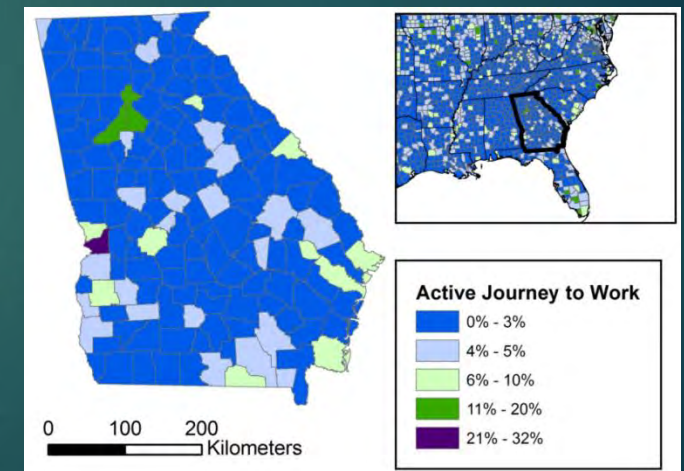 Active Journey to Work
0% - 3%
4% - 5%
6% - 10%
11% - 20%
21% - 32%
0 100 200
Kilometers